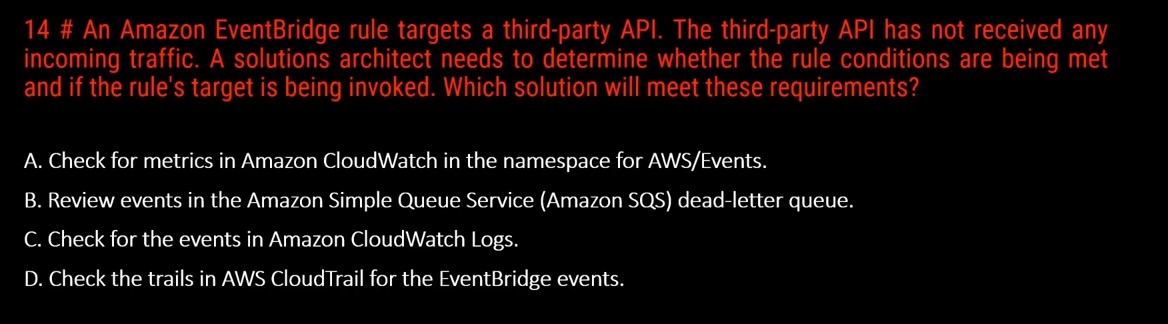 14 # An Amazon EventBridge rule targets a third-party API. The third-party API has not received any
incoming traffic. A solutions architect needs to determine whether the rule conditions are being met
and if the rule's target is being invoked. Which solution will meet these requirements?
A. Check for metrics in Amazon CloudWatch in the namespace for AWS/Events.
B. Review events in the Amazon Simple Queue Service (Amazon SQS) dead-letter queue.
C. Check for the events in Amazon CloudWatch Logs.
D. Check the trails in AWS CloudTrail for the EventBridge events.